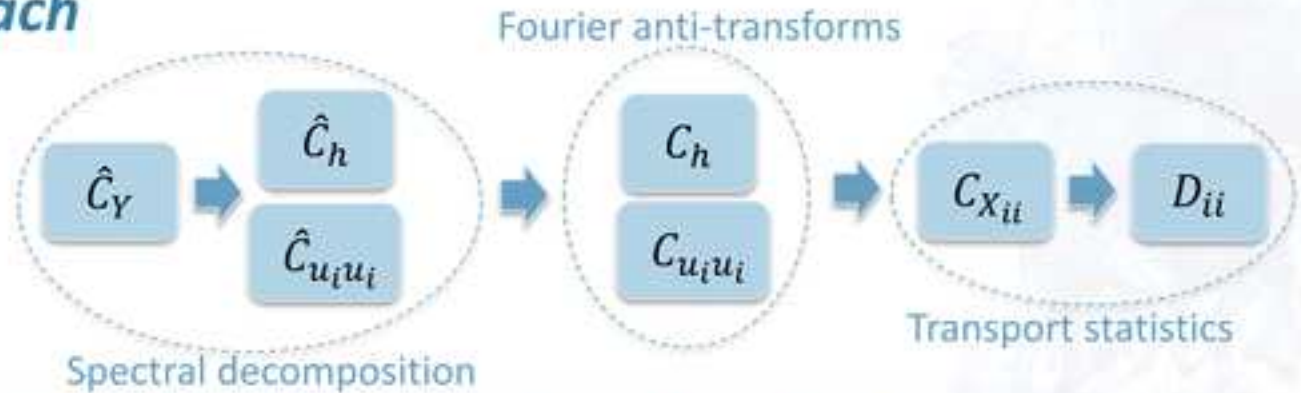 Fourier anti-transforms
Ĉ_Y
Ĉ_h
Ĉ_{u_i u_i}
C_h
C_{u_i u_i}
C_{X_{ii}}
D_{ii}
Spectral decomposition
Transport statistics